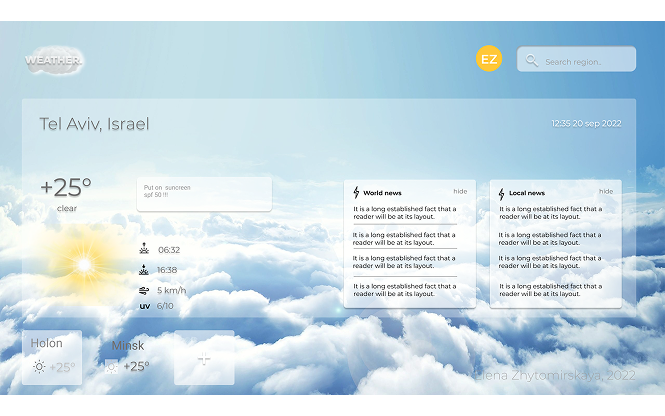 WEATHER.
EZ
Search region..
Tel Aviv, Israel
12:35 20 sep 2022
+25°
clear
Put on suncreen
spf 50 !!!
06:32
16:38
5 km/h
uv 6/10
World news
hide
It is a long established fact that a
reader will be at its layout.
It is a long established fact that a
reader will be at its layout.
It is a long established fact that a
reader will be at its layout.
It is a long established fact that a
reader will be at its layout.
Local news
hide
It is a long established fact that a
reader will be at its layout.
It is a long established fact that a
reader will be at its layout.
It is a long established fact that a
reader will be at its layout.
It is a long established fact that a
reader will be at its layout.
Holon
+25°
Minsk
+25°
Elena Zhytomirskaya, 2022